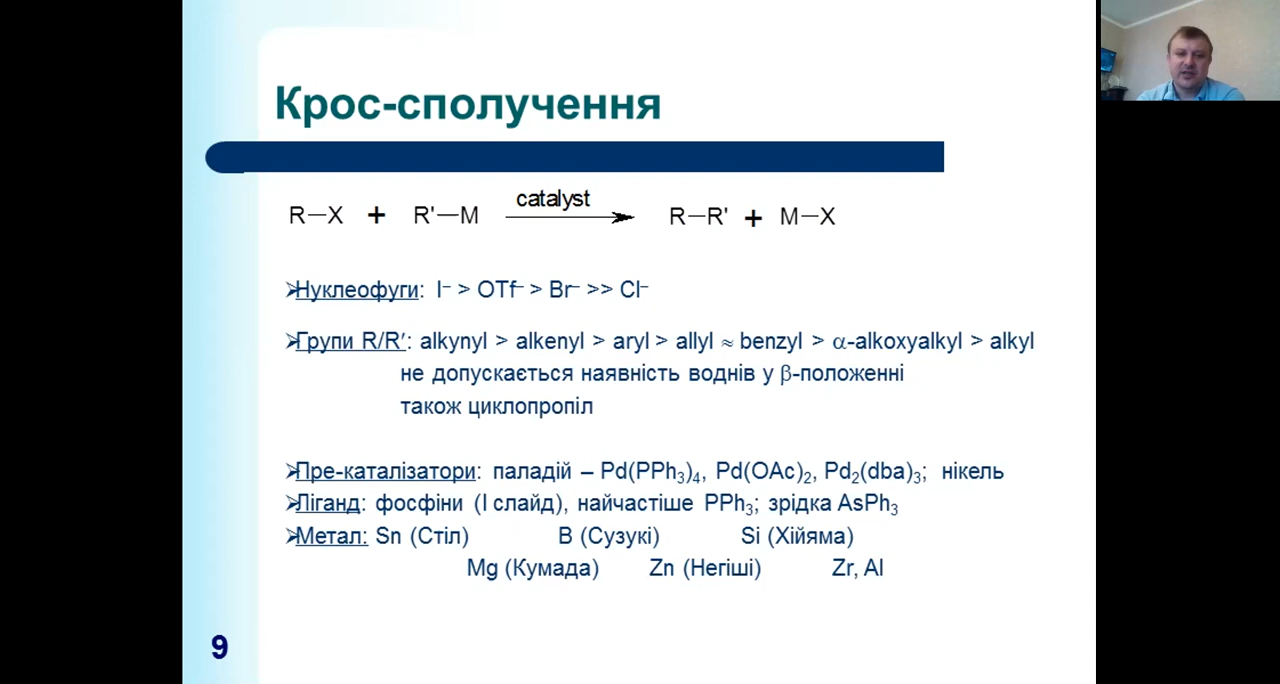 Крос-сполучення
R—X + R'—M catalyst R—R' + M—X
➢Нуклеофуги: I⁻ > OTf⁻ > Br⁻ >> Cl⁻
➢Групи R/R′: alkynyl > alkenyl > aryl > allyl ≈ benzyl > α-alkoxyalkyl > alkyl
не допускається наявність воднів у β-положенні
також циклопропіл
➢Пре-каталізатори: паладій – Pd(PPh₃)₄, Pd(OAc)₂, Pd₂(dba)₃; нікель
➢Ліганд: фосфіни (I слайд), найчастіше PPh₃; зрідка AsPh₃
➢Метал: Sn (Стіл) B (Сузукі) Si (Хійяма)
Mg (Кумада) Zn (Негіші) Zr, Al
9